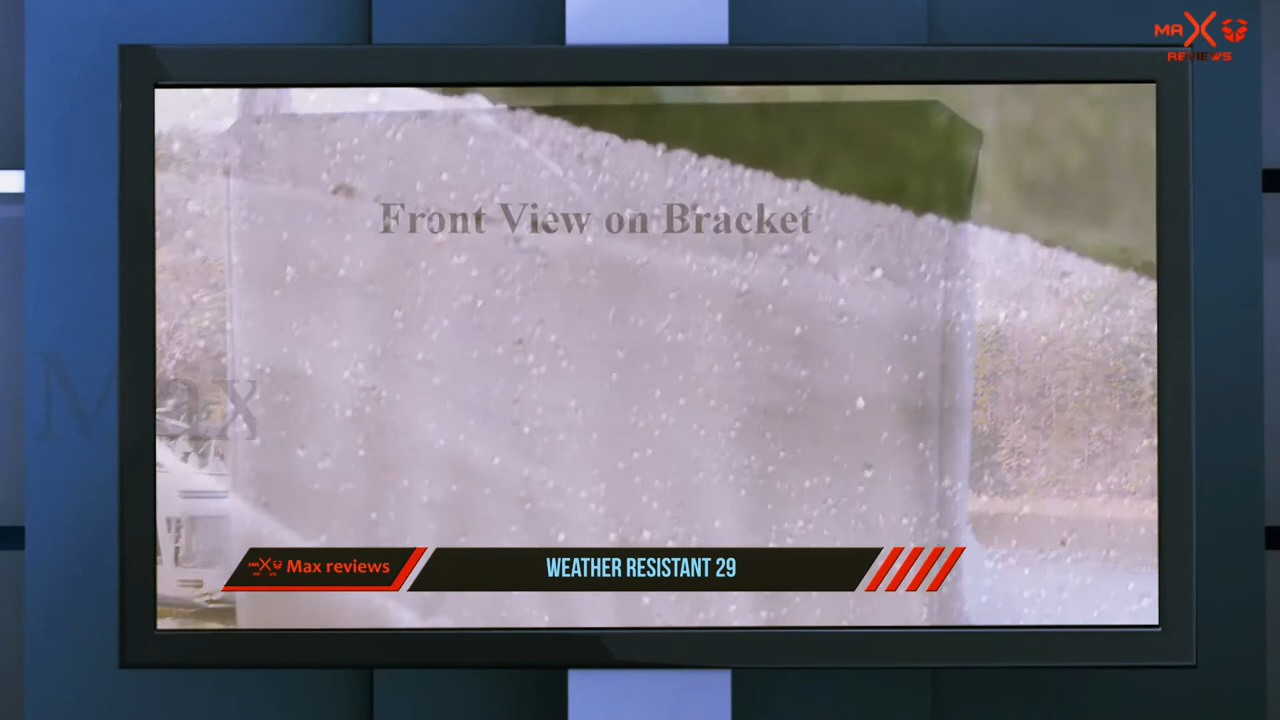 MAX
REVIEWS
Front View on Bracket
Max
Max reviews
WEATHER RESISTANT 29